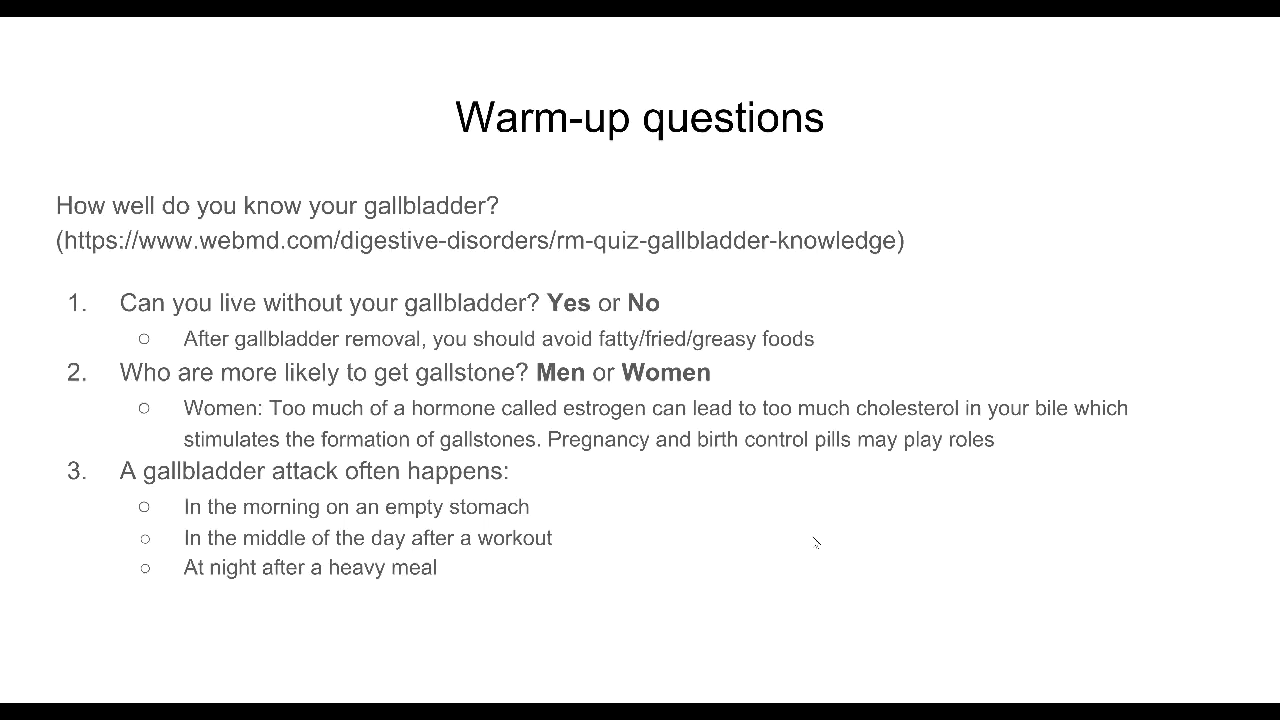 Warm-up questions
How well do you know your gallbladder?
(https://www.webmd.com/digestive-disorders/rm-quiz-gallbladder-knowledge)
1. Can you live without your gallbladder? Yes or No
○ After gallbladder removal, you should avoid fatty/fried/greasy foods
2. Who are more likely to get gallstone? Men or Women
○ Women: Too much of a hormone called estrogen can lead to too much cholesterol in your bile which
stimulates the formation of gallstones. Pregnancy and birth control pills may play roles
3. A gallbladder attack often happens:
○ In the morning on an empty stomach
○ In the middle of the day after a workout
○ At night after a heavy meal